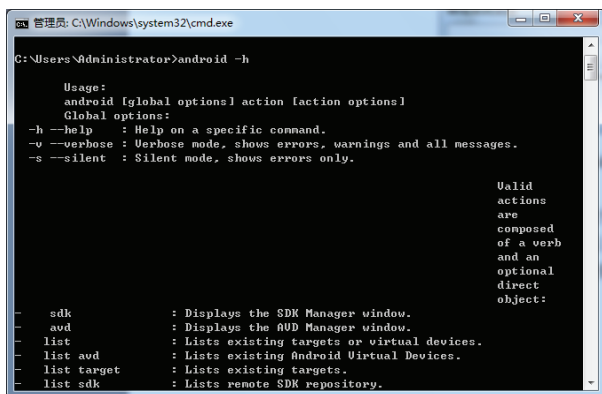 管理员: C:\Windows\system32\cmd.exe
C:\Users\Administrator>android -h
Usage:
android [global options] action [action options]
Global options:
-h --help : Help on a specific command.
-v --verbose : Verbose mode, shows errors, warnings and all messages.
-s --silent : Silent mode, shows errors only.
Valid
actions
are
composed
of a verb
and an
optional
direct
object:
- sdk : Displays the SDK Manager window.
- avd : Displays the AVD Manager window.
- list : Lists existing targets or virtual devices.
- list avd : Lists existing Android Virtual Devices.
- list target : Lists existing targets.
- list sdk : Lists remote SDK repository.